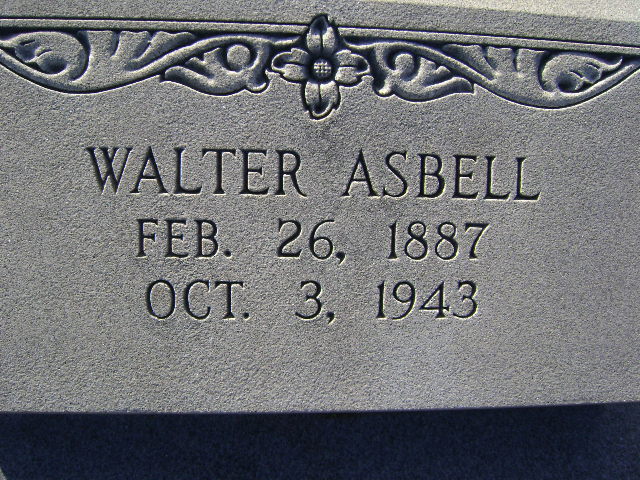 WALTER ASBELL
FEB. 26, 1887
OCT. 3, 1943